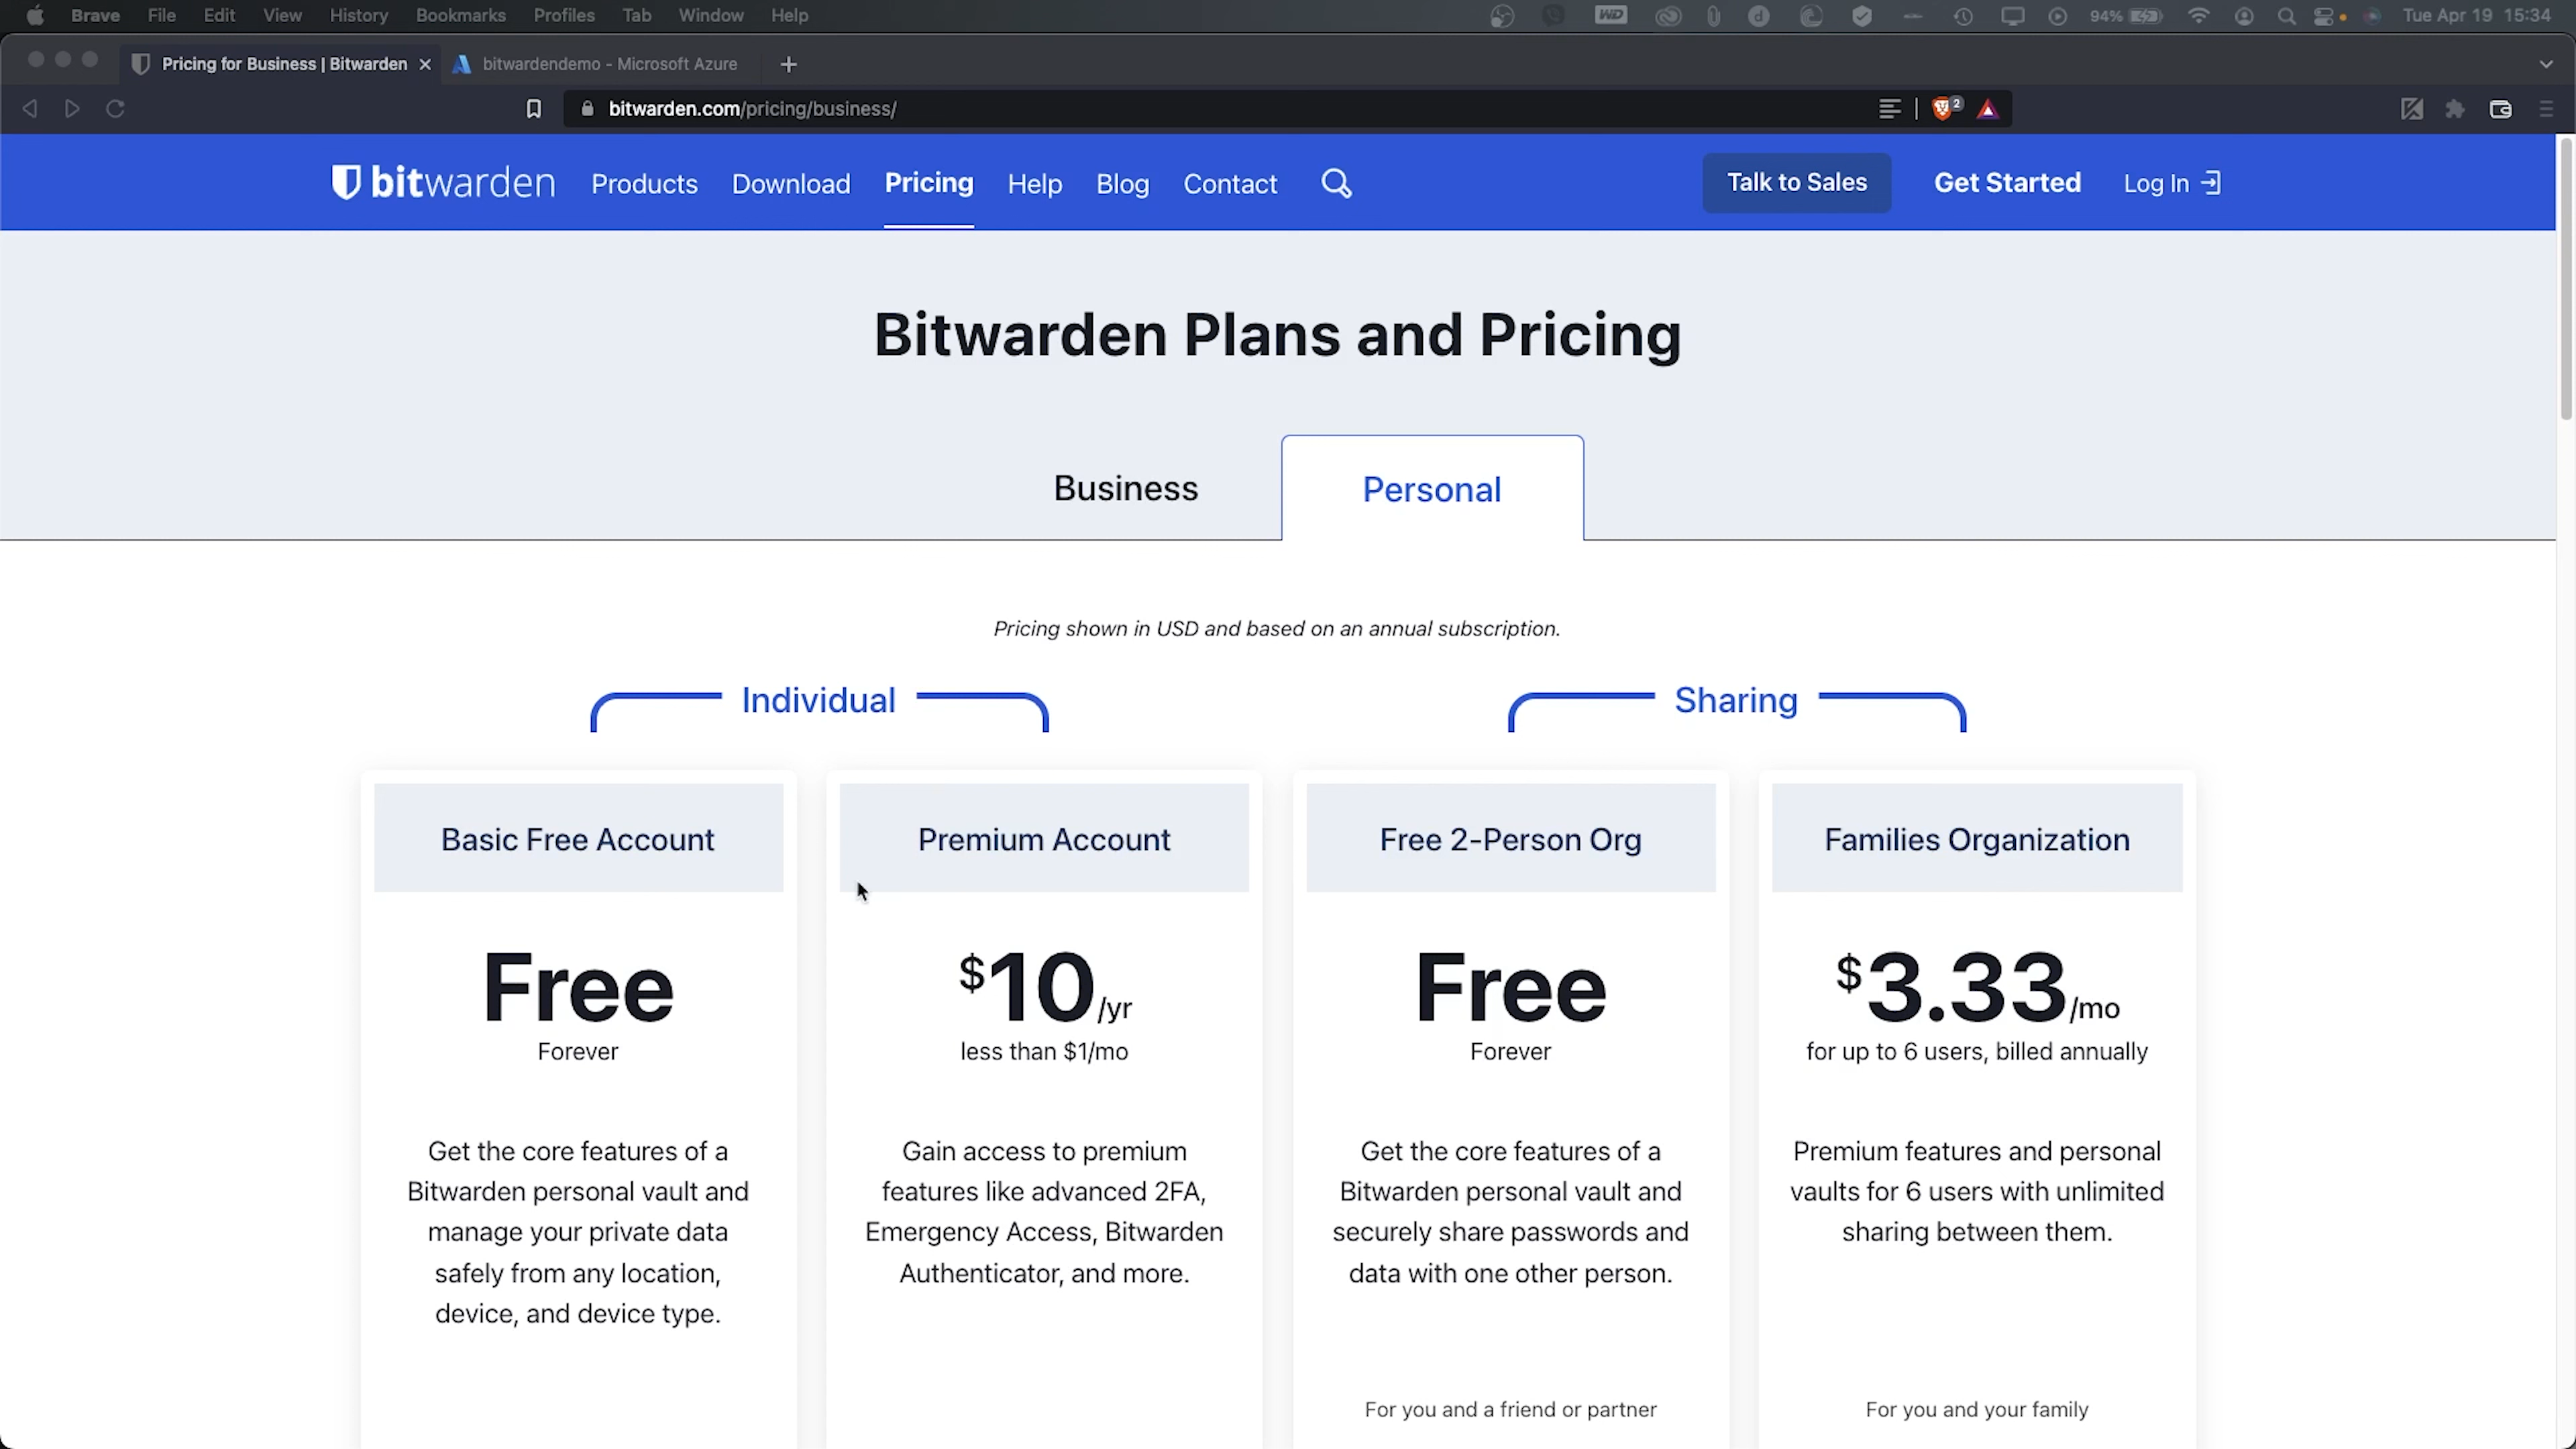 Brave File Edit View History Bookmarks Profiles Tab Window Help
WD
94%
Tue Apr 19 15:34
Pricing for Business | Bitwarden
bitwardendemo - Microsoft Azure
bitwarden.com/pricing/business/
2
bitwarden Products Download Pricing Help Blog Contact Talk to Sales Get Started Log In
Bitwarden Plans and Pricing
Business Personal
Pricing shown in USD and based on an annual subscription.
Individual Sharing
Basic Free Account
Free
Forever
Get the core features of a
Bitwarden personal vault and
manage your private data
safely from any location,
device, and device type.
Premium Account
$10/yr
less than $1/mo
Gain access to premium
features like advanced 2FA,
Emergency Access, Bitwarden
Authenticator, and more.
Free 2-Person Org
Free
Forever
Get the core features of a
Bitwarden personal vault and
securely share passwords and
data with one other person.
For you and a friend or partner
Families Organization
$3.33/mo
for up to 6 users, billed annually
Premium features and personal
vaults for 6 users with unlimited
sharing between them.
For you and your family